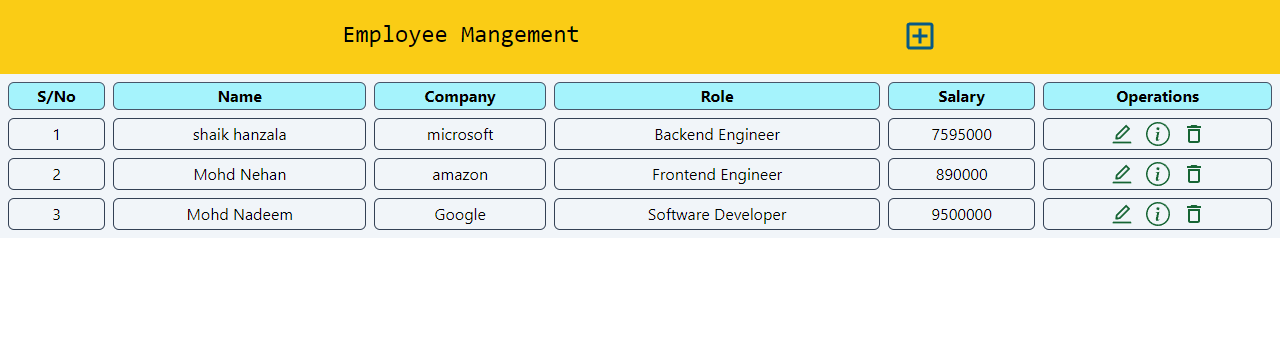 Employee Mangement
S/No Name Company Role Salary Operations
1 shaik hanzala microsoft Backend Engineer 7595000
2 Mohd Nehan amazon Frontend Engineer 890000
3 Mohd Nadeem Google Software Developer 9500000